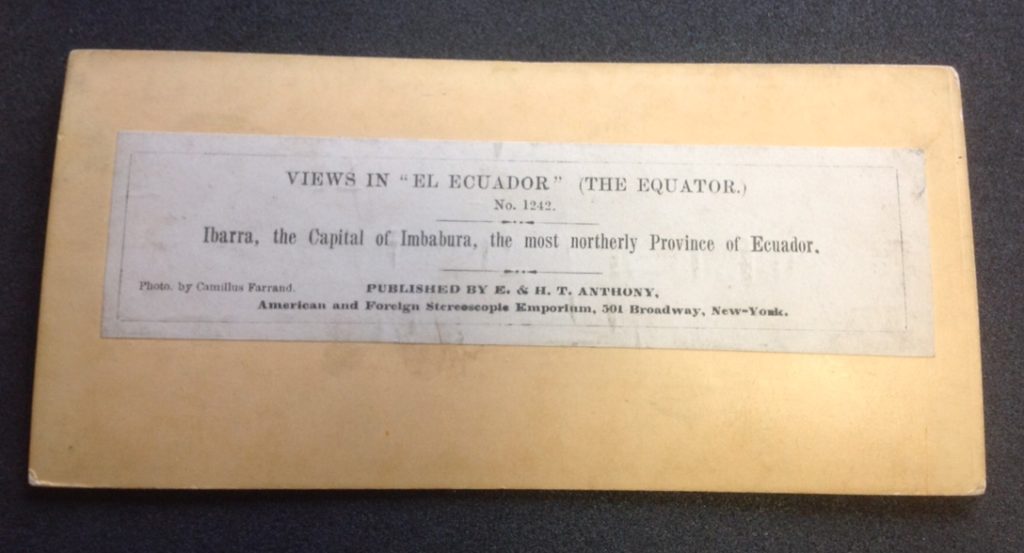 VIEWS IN "EL ECUADOR" (THE EQUATOR.)
No. 1242.
Ibarra, the Capital of Imbabura, the most northerly Province of Ecuador.
Photo. by Camillus Farrand. PUBLISHED BY E. & H. T. ANTHONY,
American and Foreign Stereoscopic Emporium, 501 Broadway, New-York.